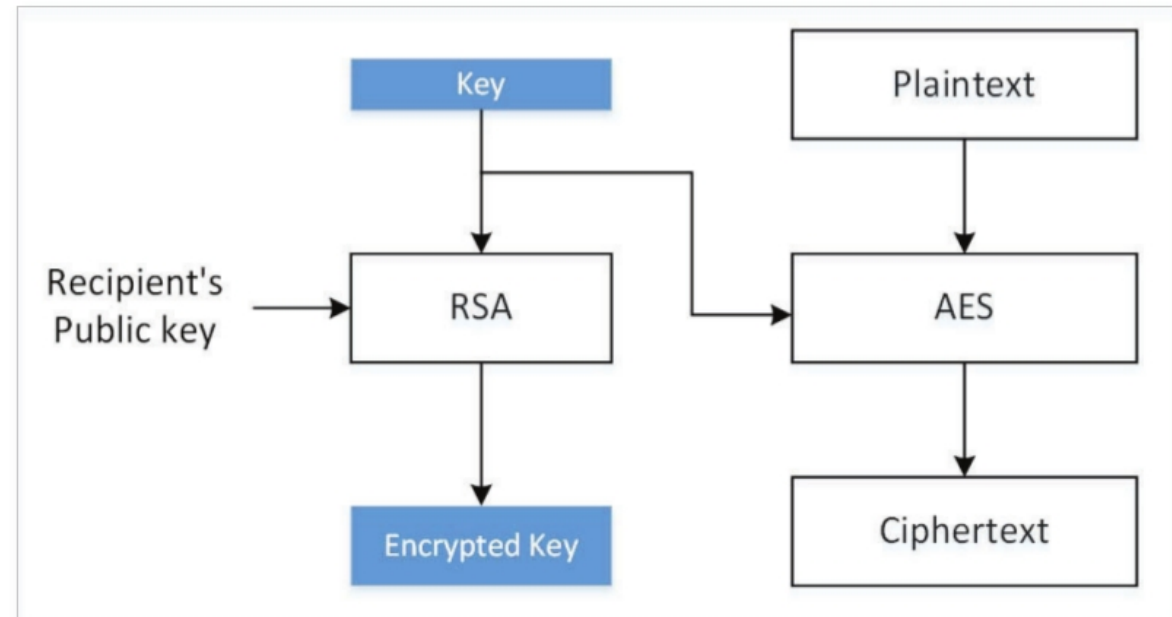 Key
Plaintext
Recipient's
Public key
RSA
AES
Encrypted Key
Ciphertext